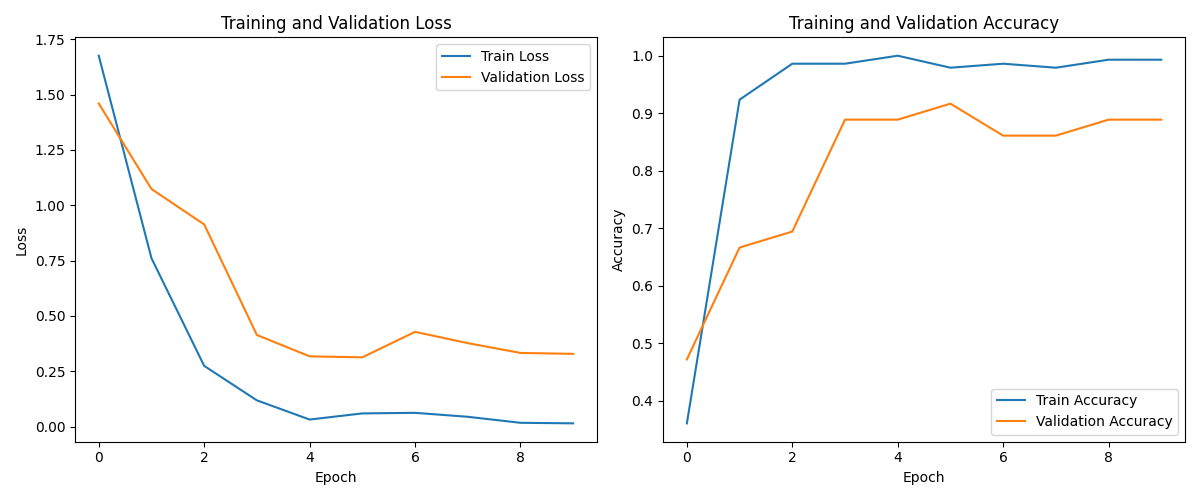 Training and Validation Loss
1.75
1.50
1.25
1.00
0.75
0.50
0.25
0.00
Loss
Train Loss
Validation Loss
0 2 4 6 8
Epoch
Training and Validation Accuracy
1.0
0.9
0.8
0.7
0.6
0.5
0.4
Accuracy
Train Accuracy
Validation Accuracy
0 2 4 6 8
Epoch